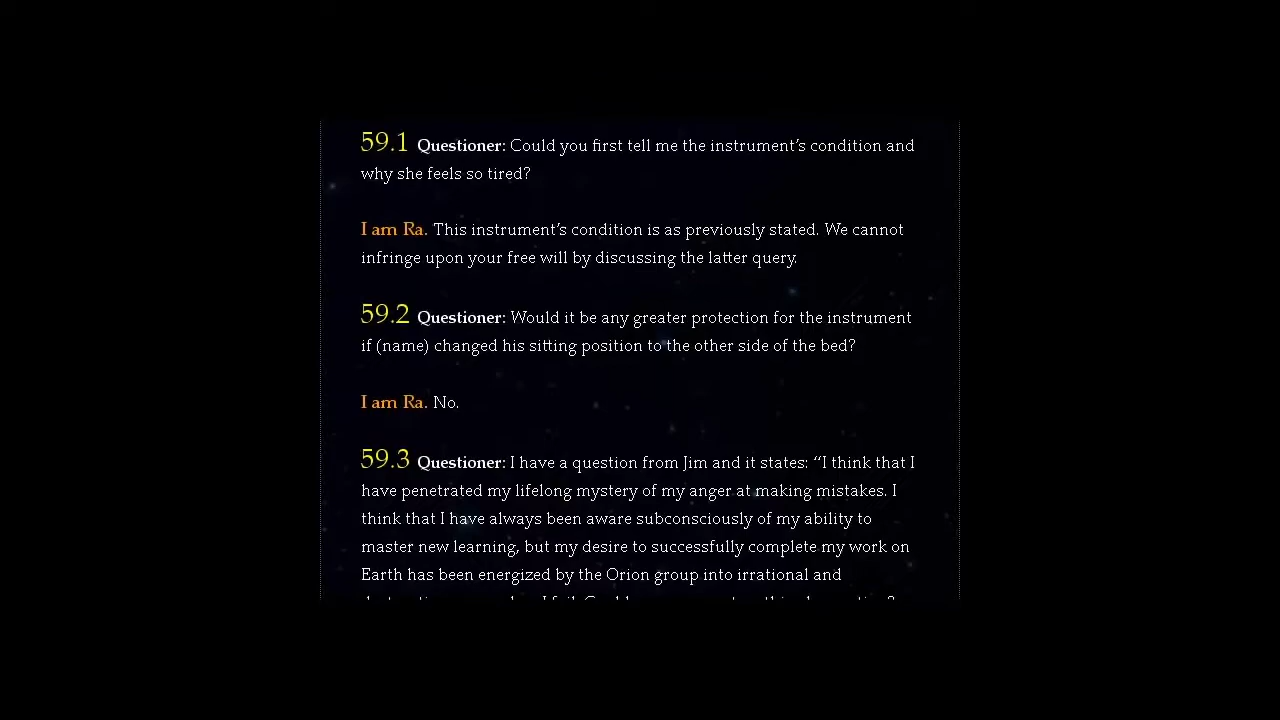 59.1 Questioner: Could you first tell me the instrument's condition and
why she feels so tired?
I am Ra. This instrument's condition is as previously stated. We cannot
infringe upon your free will by discussing the latter query.
59.2 Questioner: Would it be any greater protection for the instrument
if (name) changed his sitting position to the other side of the bed?
I am Ra. No.
59.3 Questioner: I have a question from Jim and it states: “I think that I
have penetrated my lifelong mystery of my anger at making mistakes. I
think that I have always been aware subconsciously of my ability to
master new learning, but my desire to successfully complete my work on
Earth has been energized by the Orion group into irrational and